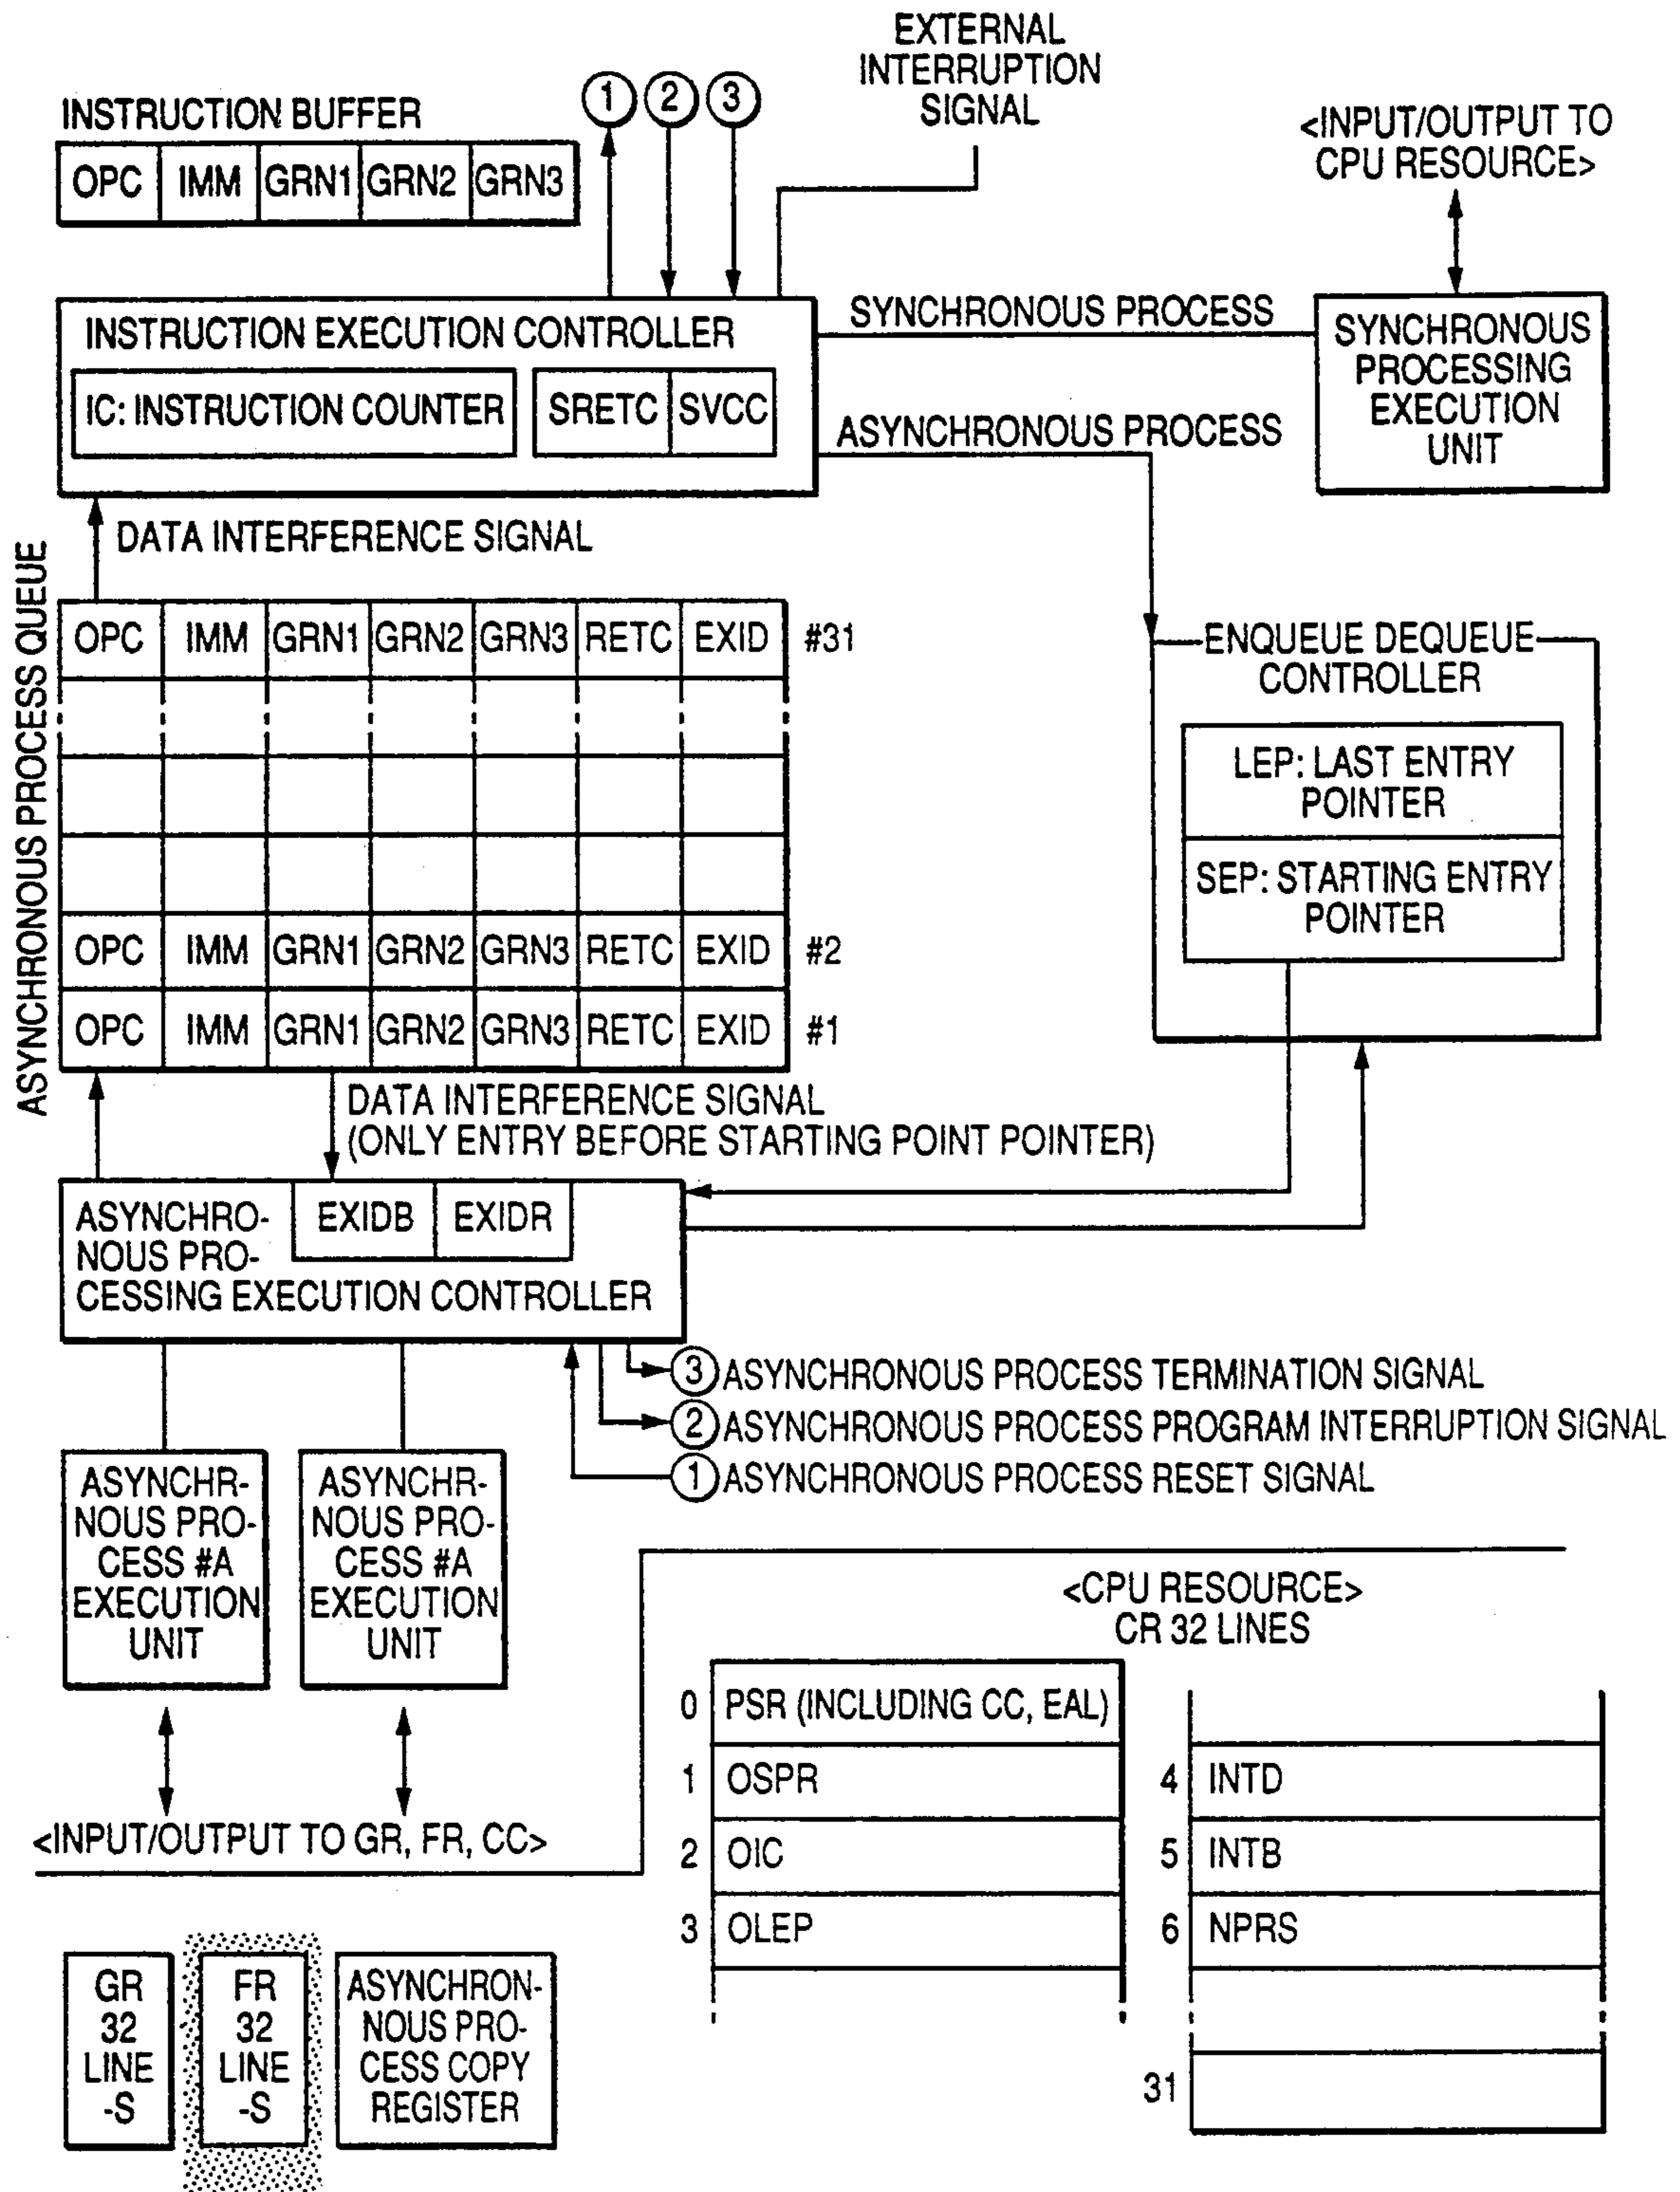 EXTERNAL
INTERRUPTION
SIGNAL
1 2 3
INSTRUCTION BUFFER
OPC IMM GRN1 GRN2 GRN3
<INPUT/OUTPUT TO
CPU RESOURCE>
INSTRUCTION EXECUTION CONTROLLER
IC: INSTRUCTION COUNTER
SRETC SVCC
SYNCHRONOUS PROCESS
SYNCHRONOUS
PROCESSING
EXECUTION
UNIT
ASYNCHRONOUS PROCESS
DATA INTERFERENCE SIGNAL
ASYNCHRONOUS PROCESS QUEUE
OPC IMM GRN1 GRN2 GRN3 RETC EXID #31
OPC IMM GRN1 GRN2 GRN3 RETC EXID #2
OPC IMM GRN1 GRN2 GRN3 RETC EXID #1
ENQUEUE DEQUEUE
CONTROLLER
LEP: LAST ENTRY
POINTER
SEP: STARTING ENTRY
POINTER
DATA INTERFERENCE SIGNAL
(ONLY ENTRY BEFORE STARTING POINT POINTER)
EXIDB EXIDR
ASYNCHRO-
NOUS PRO-
CESSING EXECUTION CONTROLLER
3 ASYNCHRONOUS PROCESS TERMINATION SIGNAL
2 ASYNCHRONOUS PROCESS PROGRAM INTERRUPTION SIGNAL
1 ASYNCHRONOUS PROCESS RESET SIGNAL
ASYNCHR-
NOUS PRO-
CESS #A
EXECUTION
UNIT
ASYNCHR-
NOUS PRO-
CESS #A
EXECUTION
UNIT
<INPUT/OUTPUT TO GR, FR, CC>
<CPU RESOURCE>
CR 32 LINES
0 PSR (INCLUDING CC, EAL)
1 OSPR
2 OIC
3 OLEP
4 INTD
5 INTB
6 NPRS
31
GR
32
LINE
-S
FR
32
LINE
-S
ASYNCHRON-
NOUS PRO-
CESS COPY
REGISTER